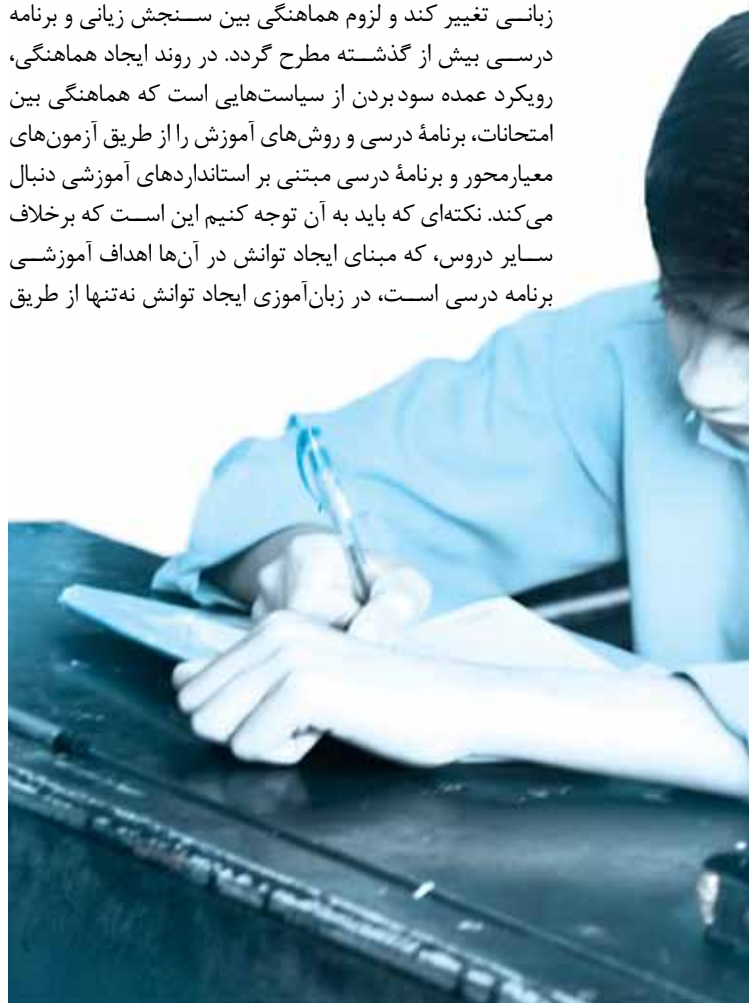 زبانی تغییر کند و لزوم هماهنگی بین سنجش زیانی و برنامه
درسی بیش از گذشته مطرح گردد. در روند ایجاد هماهنگی،
رویکرد عمده سود بردن از سیاست‌هایی است که هماهنگی بین
امتحانات، برنامهٔ درسی و روش‌های آموزش را از طریق آزمون‌های
معیارمحور و برنامهٔ درسی مبتنی بر استانداردهای آموزشی دنبال
می‌کند. نکته‌ای که باید به آن توجه کنیم این است که برخلاف
سایر دروس، که مبنای ایجاد توانش در آن‌ها اهداف آموزشی
برنامه درسی است، در زبان‌آموزی ایجاد توانش نه‌تنها از طریق